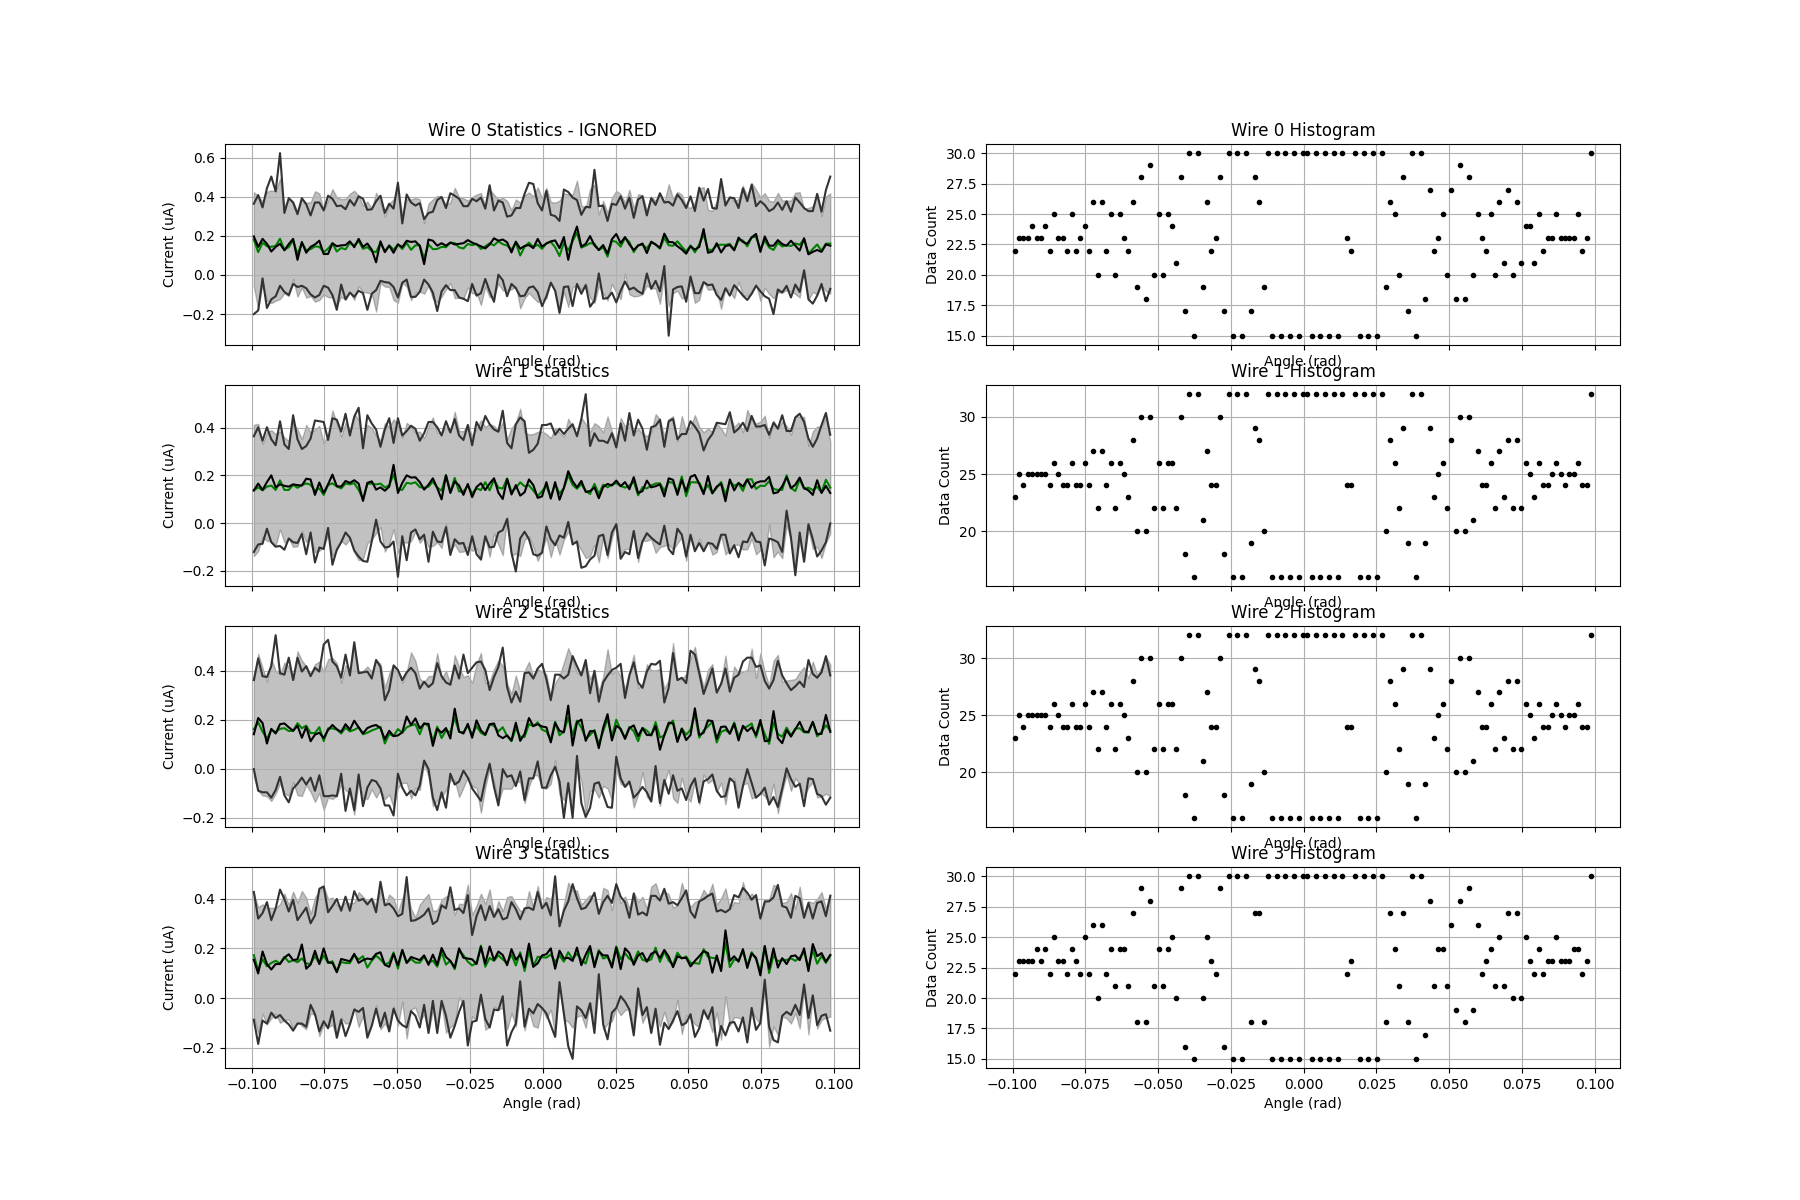 Wire 0 Statistics - IGNORED
Current (uA)
0.6
0.4
0.2
0.0
−0.2
Angle (rad)
Wire 0 Histogram
Data Count
30.0
27.5
25.0
22.5
20.0
17.5
15.0
Angle (rad)
Wire 1 Statistics
Current (uA)
0.4
0.2
0.0
−0.2
Angle (rad)
Wire 1 Histogram
Data Count
30
25
20
Angle (rad)
Wire 2 Statistics
Current (uA)
0.4
0.2
0.0
−0.2
Angle (rad)
Wire 2 Histogram
Data Count
30
25
20
Angle (rad)
Wire 3 Statistics
Current (uA)
0.4
0.2
0.0
−0.2
−0.100 −0.075 −0.050 −0.025 0.000 0.025 0.050 0.075 0.100
Angle (rad)
Wire 3 Histogram
Data Count
30.0
27.5
25.0
22.5
20.0
17.5
15.0
−0.100 −0.075 −0.050 −0.025 0.000 0.025 0.050 0.075 0.100
Angle (rad)